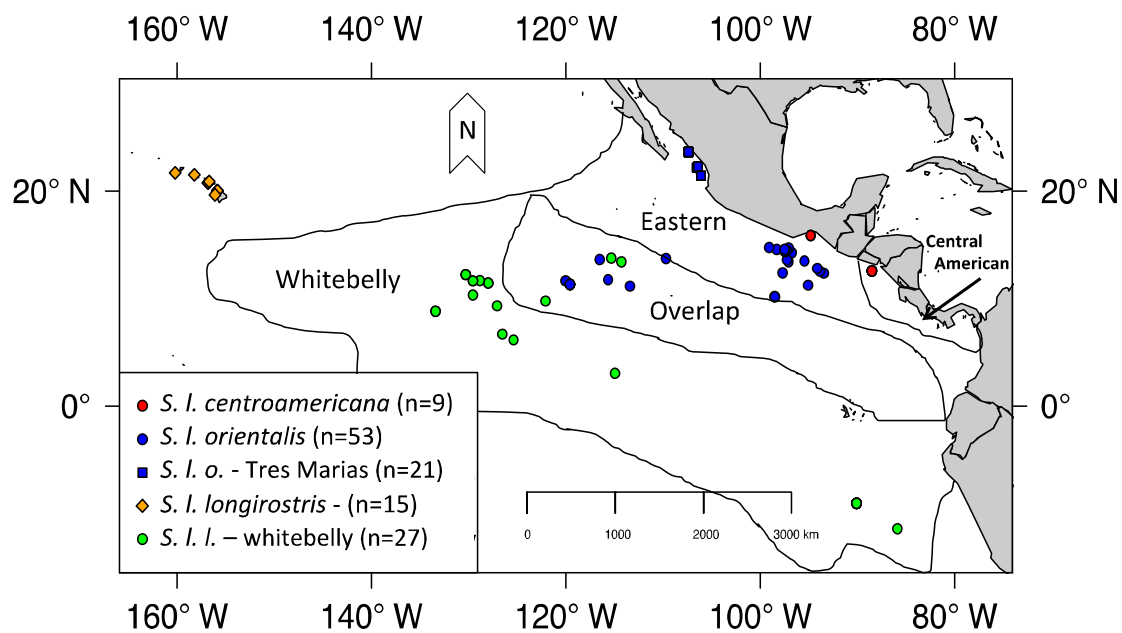 160° W 140° W 120° W 100° W 80° W
N
20° N 20° N
Eastern
Central
American
Whitebelly
Overlap
0° 0°
S. l. centroamericana (n=9)
S. l. orientalis (n=53)
S. l. o. - Tres Marias (n=21)
S. l. longirostris - (n=15)
S. l. l. – whitebelly (n=27)
0 1000 2000 3000 km
160° W 140° W 120° W 100° W 80° W